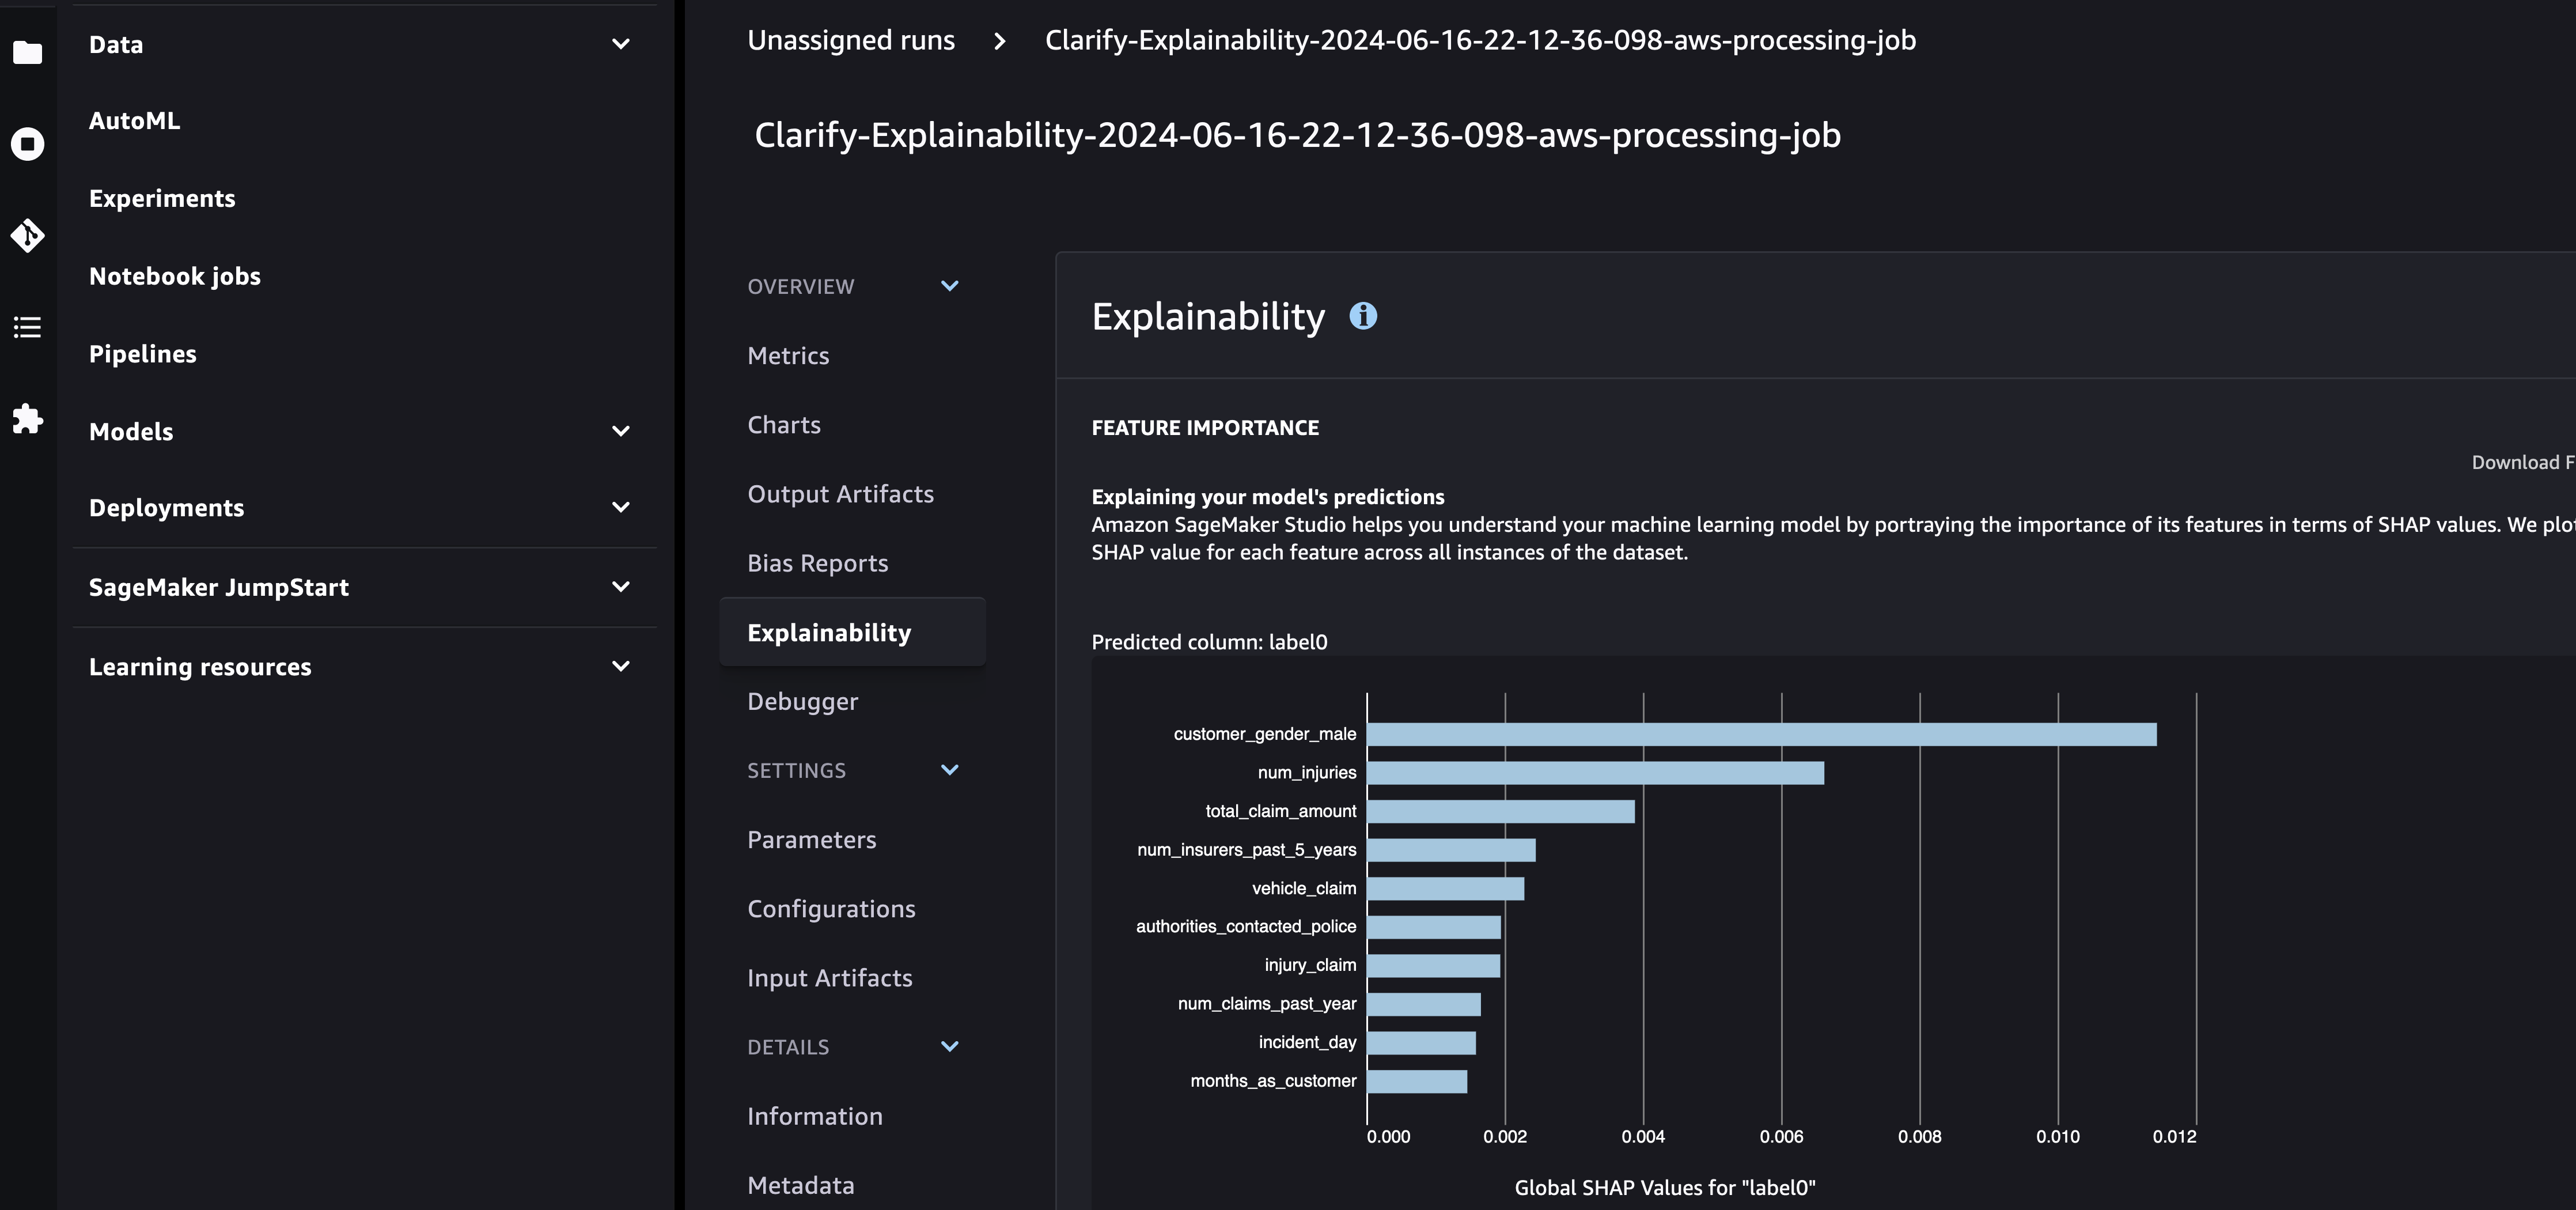 Data
AutoML
Experiments
Notebook jobs
Pipelines
Models
Deployments
SageMaker JumpStart
Learning resources
Unassigned runs > Clarify-Explainability-2024-06-16-22-12-36-098-aws-processing-job
Clarify-Explainability-2024-06-16-22-12-36-098-aws-processing-job
OVERVIEW
Metrics
Charts
Output Artifacts
Bias Reports
Explainability
Debugger
SETTINGS
Parameters
Configurations
Input Artifacts
DETAILS
Information
Metadata
Explainability
FEATURE IMPORTANCE
Download F
Explaining your model's predictions
Amazon SageMaker Studio helps you understand your machine learning model by portraying the importance of its features in terms of SHAP values. We plot
SHAP value for each feature across all instances of the dataset.
Predicted column: label0
customer_gender_male
num_injuries
total_claim_amount
num_insurers_past_5_years
vehicle_claim
authorities_contacted_police
injury_claim
num_claims_past_year
incident_day
months_as_customer
0.000 0.002 0.004 0.006 0.008 0.010 0.012
Global SHAP Values for "label0"